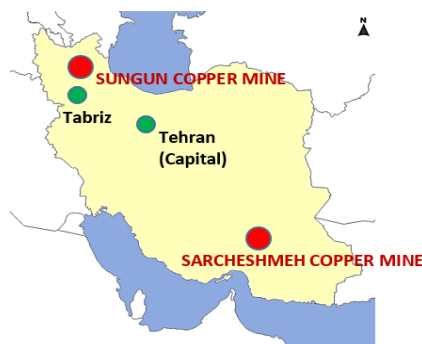 N
SUNGUN COPPER MINE
Tabriz
Tehran
(Capital)
SARCHESHMEH COPPER MINE